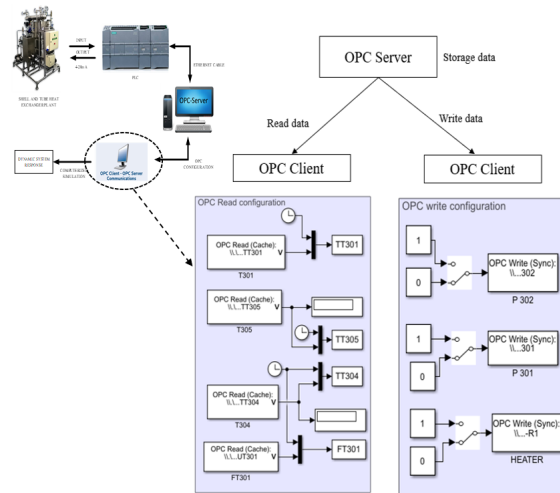 INPUT
OUTPUT
4-20mA
PLC
SHELL AND TUBE HEAT
EXCHANGER PLANT
ETHERNET CABLE
OPC-Server
OPC
CONFIGURATION
DYNAMIC SYSTEM
RESPONSE
COMPUTERIZED
SIMULATION
OPC Client - OPC Server
Communications
OPC Server
Storage data
Read data
Write data
OPC Client
OPC Client
OPC Read configuration
OPC Read (Cache):
\\.\...TT301
V
T301
TT301
OPC Read (Cache):
\\.\...TT305
V
T305
TT305
OPC Read (Cache):
\\.\...TT304
V
T304
TT304
OPC Read (Cache):
\\.\...UT301
V
FT301
FT301
OPC write configuration
1
0
OPC Write (Sync):
\\...302
P 302
1
0
OPC Write (Sync):
\\...301
P 301
1
0
OPC Write (Sync):
\\...-R1
HEATER